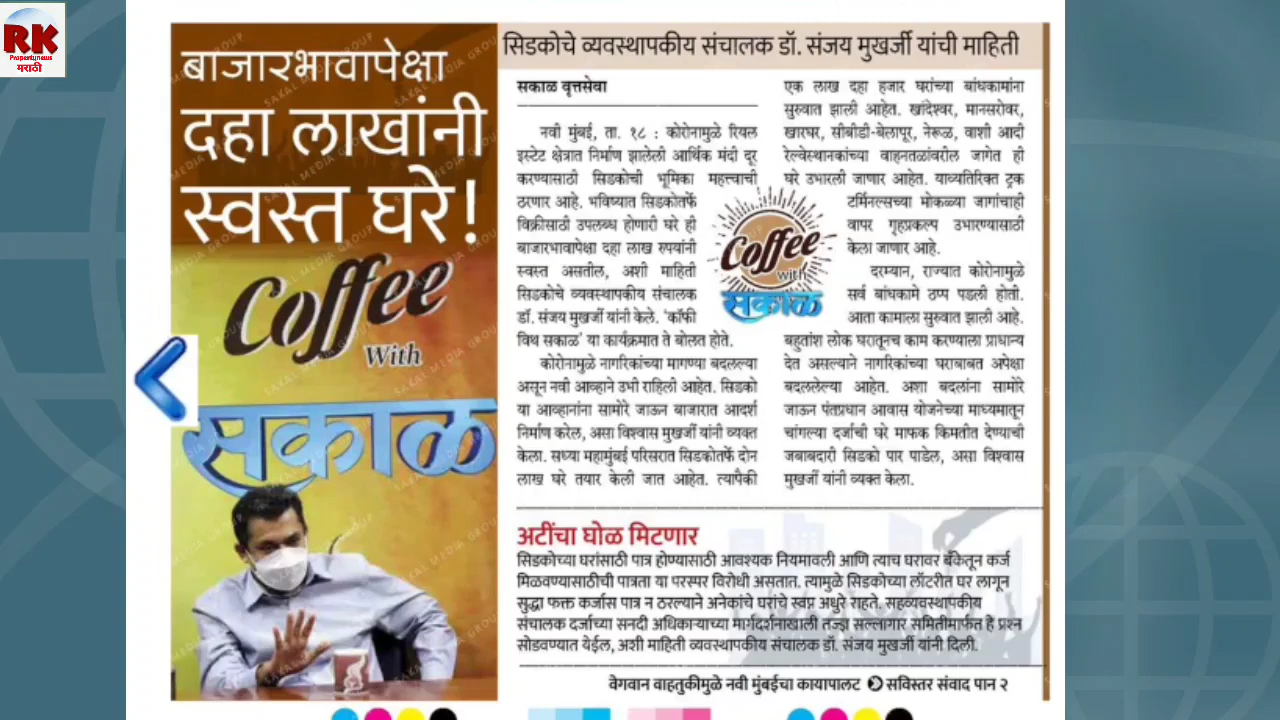 RK
Propertynews
मराठी
बाजारभावापेक्षा
दहा लाखांनी
स्वस्त घरे!
Coffee
With
सकाळ
सिडकोचे व्यवस्थापकीय संचालक डॉ. संजय मुखर्जी यांची माहिती
सकाळ वृत्तसेवा
नवी मुंबई, ता. १८ : कोरोनामुळे रियल
इस्टेट क्षेत्रात निर्माण झालेली आर्थिक मंदी दूर
करण्यासाठी सिडकोची भूमिका महत्त्वाची
ठरणार आहे. भविष्यात सिडकोतर्फे
विक्रीसाठी उपलब्ध होणारी घरे ही
बाजारभावापेक्षा दहा लाख रुपयांनी
स्वस्त असतील, अशी माहिती
सिडकोचे व्यवस्थापकीय संचालक
डॉ. संजय मुखर्जी यांनी केले. 'कॉफी
विथ सकाळ' या कार्यक्रमात ते बोलत होते.
कोरोनामुळे नागरिकांच्या मागण्या बदलल्या
असून नवी आव्हाने उभी राहिली आहेत. सिडको
या आव्हानांना सामोरे जाऊन बाजारात आदर्श
निर्माण करेल, असा विश्वास मुखर्जी यांनी व्यक्त
केला. सध्या महामुंबई परिसरात सिडकोतर्फे दोन
लाख घरे तयार केली जात आहेत. त्यापैकी
एक लाख दहा हजार घरांच्या बांधकामांना
सुरुवात झाली आहेत. खांदेश्वर, मानसरोवर,
खारघर, सीबीडी-बेलापूर, नेरूळ, वाशी आदी
रेल्वेस्थानकांच्या वाहनतळांवरील जागेत ही
घरे उभारली जाणार आहेत. याव्यतिरिक्त ट्रक
टर्मिनल्सच्या मोकळ्या जागांचाही
वापर गृहप्रकल्प उभारण्यासाठी
केला जाणार आहे.
दरम्यान, राज्यात कोरोनामुळे
सर्व बांधकामे ठप्प पडली होती.
आता कामाला सुरुवात झाली आहे.
बहुतांश लोक घरातूनच काम करण्याला प्राधान्य
देत असल्याने नागरिकांच्या घराबाबत अपेक्षा
बदललेल्या आहेत. अशा बदलांना सामोरे
जाऊन पंतप्रधान आवास योजनेच्या माध्यमातून
चांगल्या दर्जाची घरे माफक किमतीत देण्याची
जबाबदारी सिडको पार पाडेल, असा विश्वास
मुखर्जी यांनी व्यक्त केला.
Coffee
with
सकाळ
अटींचा घोळ मिटणार
सिडकोच्या घरांसाठी पात्र होण्यासाठी आवश्यक नियमावली आणि त्याच घरावर बँकेतून कर्ज
मिळवण्यासाठीची पात्रता या परस्पर विरोधी असतात. त्यामुळे सिडकोच्या लॉटरीत घर लागून
सुद्धा फक्त कर्जास पात्र न ठरल्याने अनेकांचे घरांचे स्वप्न अधुरे राहते. सहव्यवस्थापकीय
संचालक दर्जाच्या सनदी अधिकाऱ्याच्या मार्गदर्शनाखाली तज्ज्ञ सल्लागार समितीमार्फत हे प्रश्न
सोडवण्यात येईल, अशी माहिती व्यवस्थापकीय संचालक डॉ. संजय मुखर्जी यांनी दिली.
वेगवान वाहतुकीमुळे नवी मुंबईचा कायापालट सविस्तर संवाद पान २